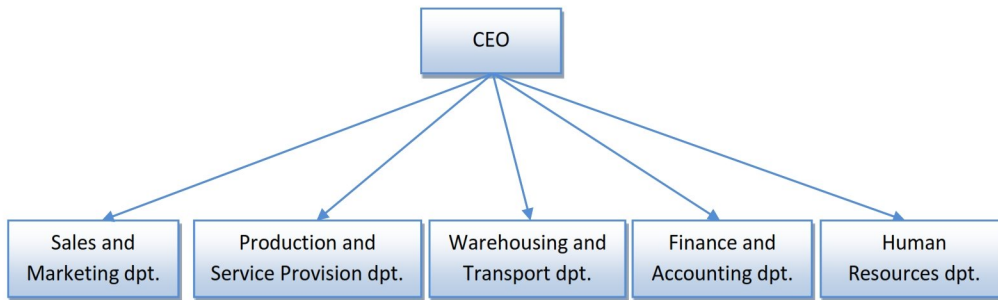 CEO
Sales and
Marketing dpt.
Production and
Service Provision dpt.
Warehousing and
Transport dpt.
Finance and
Accounting dpt.
Human
Resources dpt.